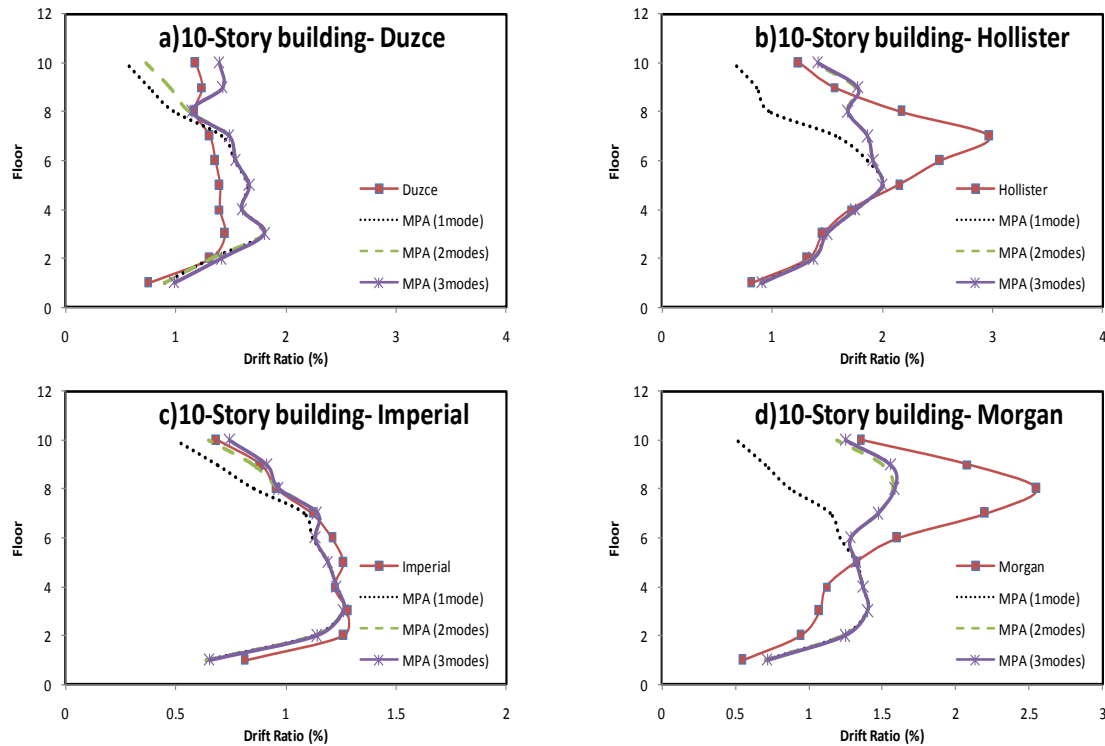 a)10-Story building- Duzce
12
10
8
6
4
2
0
Floor
Duzce
MPA (1mode)
MPA (2modes)
MPA (3modes)
0 1 2 3 4
Drift Ratio (%)
b)10-Story building- Hollister
12
10
8
6
4
2
0
Floor
Hollister
MPA (1mode)
MPA (2modes)
MPA (3modes)
0 1 2 3 4
Drift Ratio (%)
c)10-Story building- Imperial
12
10
8
6
4
2
0
Floor
Imperial
MPA (1mode)
MPA (2modes)
MPA (3modes)
0 0.5 1 1.5 2
Drift Ratio (%)
d)10-Story building- Morgan
12
10
8
6
4
2
0
Floor
Morgan
MPA (1mode)
MPA (2modes)
MPA (3modes)
0 0.5 1 1.5 2 2.5 3
Drift Ratio (%)